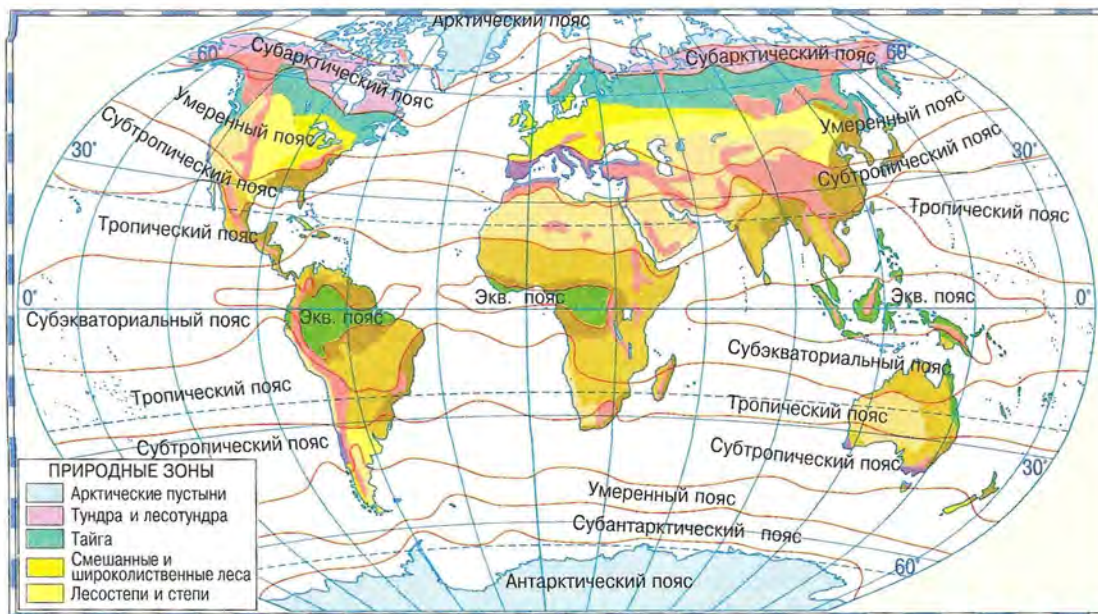 Арктический пояс
60°
Субарктический пояс
Субарктический пояс
60°
Умеренный пояс
Умеренный пояс
Субтропический пояс
Субтропический пояс
30°
30°
Тропический пояс
Тропический пояс
0°
Экв. пояс
Экв. пояс
Экв. пояс
0°
Субэкваториальный пояс
Субэкваториальный пояс
Тропический пояс
Тропический пояс
Субтропический пояс
Субтропический пояс
30°
Умеренный пояс
Субантарктический пояс
60°
Антарктический пояс
ПРИРОДНЫЕ ЗОНЫ
Арктические пустыни
Тундра и лесотундра
Тайга
Смешанные и
широколиственные леса
Лесостепи и степи